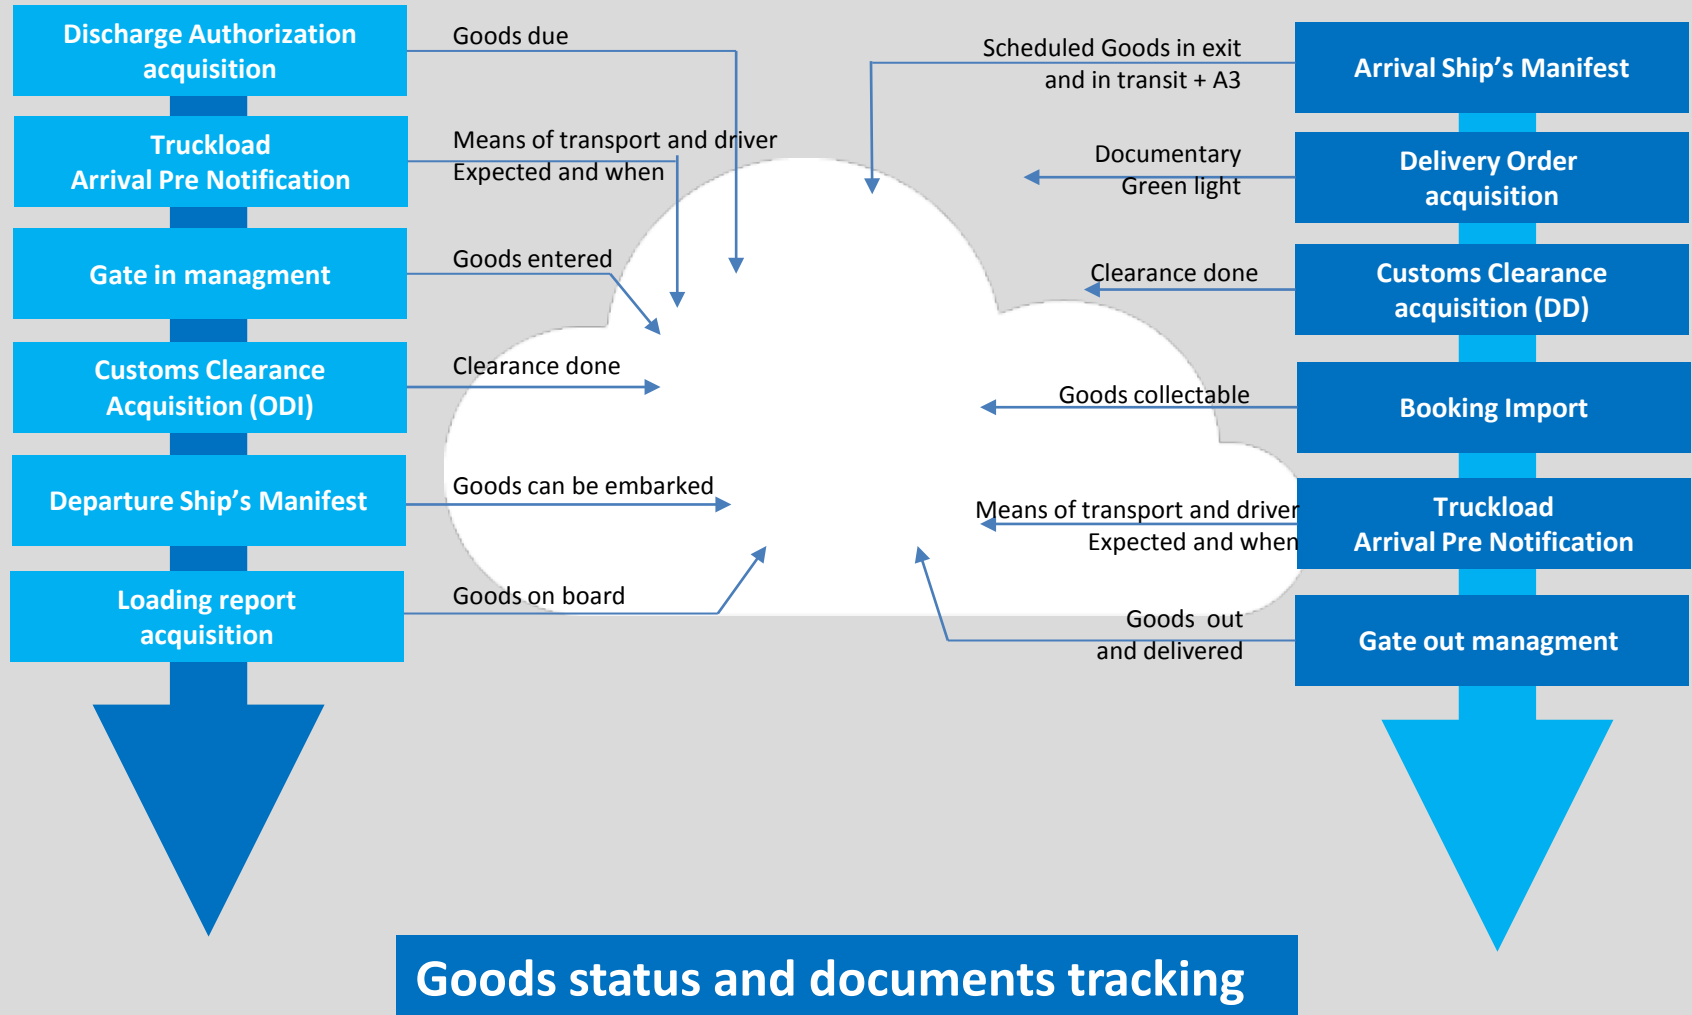 Discharge Authorization
acquisition
Goods due
Truckload
Arrival Pre Notification
Means of transport and driver
Expected and when
Gate in managment
Goods entered
Customs Clearance
Acquisition (ODI)
Clearance done
Departure Ship's Manifest
Goods can be embarked
Loading report
acquisition
Goods on board
Scheduled Goods in exit
and in transit + A3
Arrival Ship's Manifest
Documentary
Green light
Delivery Order
acquisition
Clearance done
Customs Clearance
acquisition (DD)
Goods collectable
Booking Import
Means of transport and driver
Expected and when
Truckload
Arrival Pre Notification
Goods out
and delivered
Gate out managment
Goods status and documents tracking